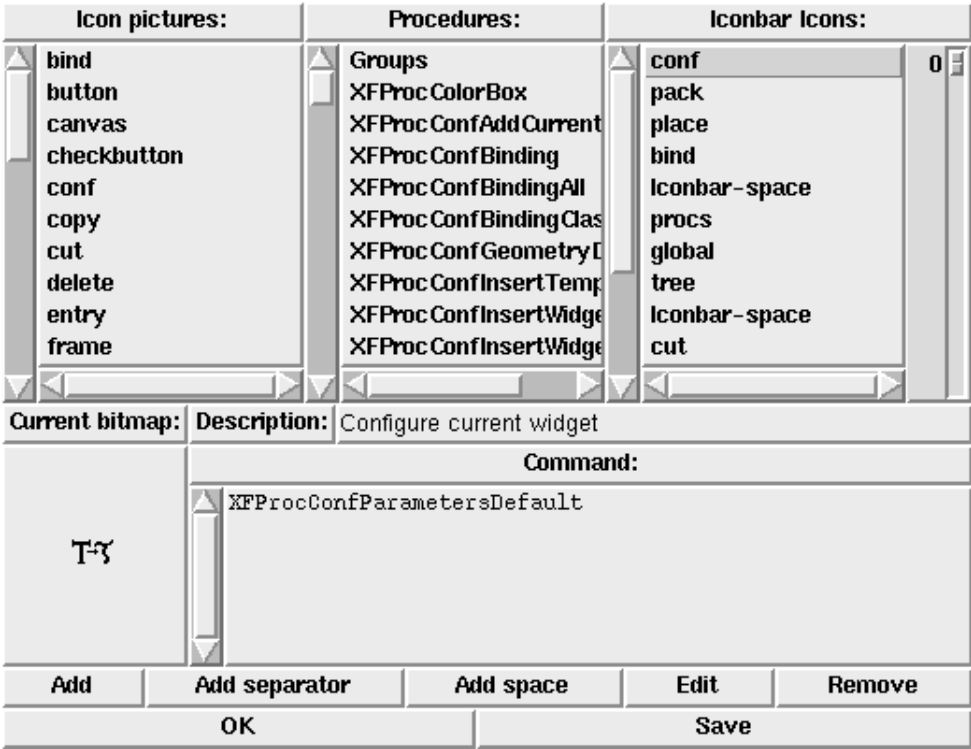 Icon pictures:
Procedures:
Iconbar Icons:
bind
button
canvas
checkbutton
conf
copy
cut
delete
entry
frame
Groups
XFProcColorBox
XFProcConfAddCurrent
XFProcConfBinding
XFProcConfBindingAll
XFProcConfBindingClas
XFProcConfGeometryD
XFProcConfInsertTemp
XFProcConfInsertWidge
XFProcConfInsertWidge
conf
pack
place
bind
Iconbar-space
procs
global
tree
Iconbar-space
cut
0
Current bitmap:
Description: Configure current widget
Command:
XFProcConfParametersDefault
Add
Add separator
Add space
Edit
Remove
OK
Save